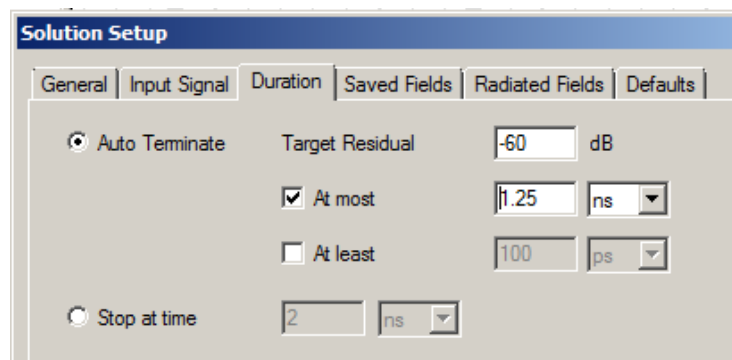 Solution Setup
General Input Signal Duration Saved Fields Radiated Fields Defaults
Auto Terminate Target Residual -60 dB
At most 1.25 ns
At least 100 ps
Stop at time 2 ns